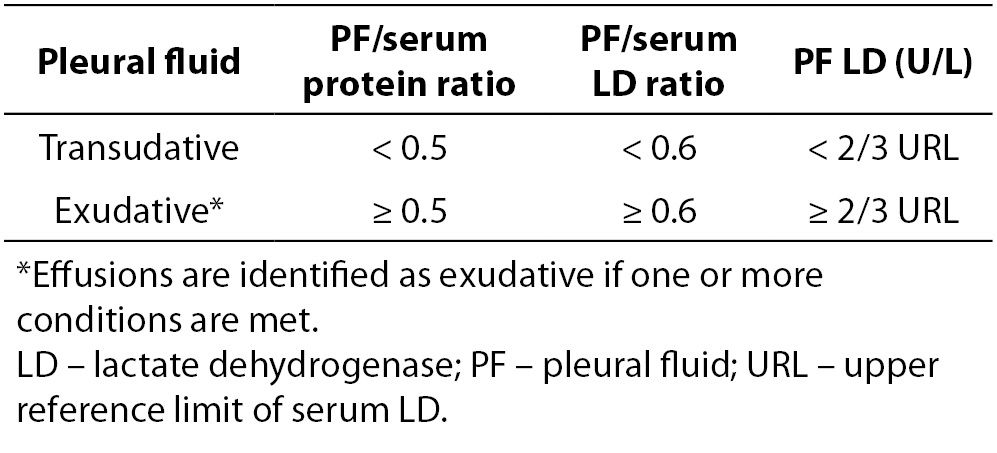 Pleural fluid PF/serum protein ratio PF/serum LD ratio PF LD (U/L)
Transudative < 0.5 < 0.6 < 2/3 URL
Exudative* ≥ 0.5 ≥ 0.6 ≥ 2/3 URL
*Effusions are identified as exudative if one or more
conditions are met.
LD – lactate dehydrogenase; PF – pleural fluid; URL – upper
reference limit of serum LD.